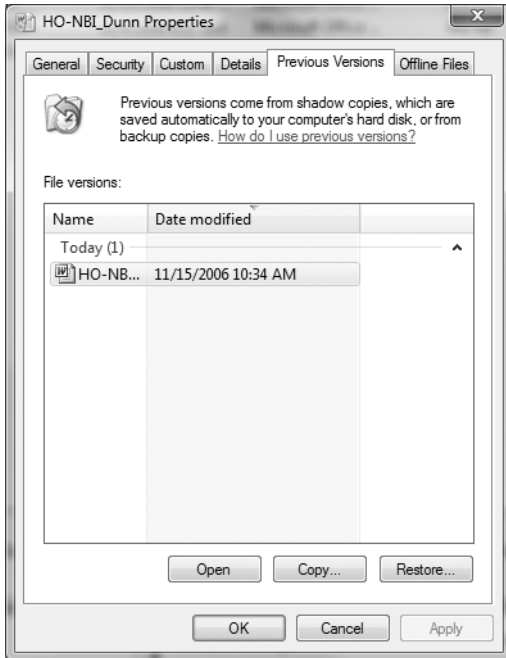 HO-NBI_Dunn Properties
General Security Custom Details Previous Versions Offline Files
Previous versions come from shadow copies, which are
saved automatically to your computer's hard disk, or from
backup copies. How do I use previous versions?
File versions:
Name Date modified
Today (1)
HO-NB... 11/15/2006 10:34 AM
Open Copy... Restore...
OK Cancel Apply